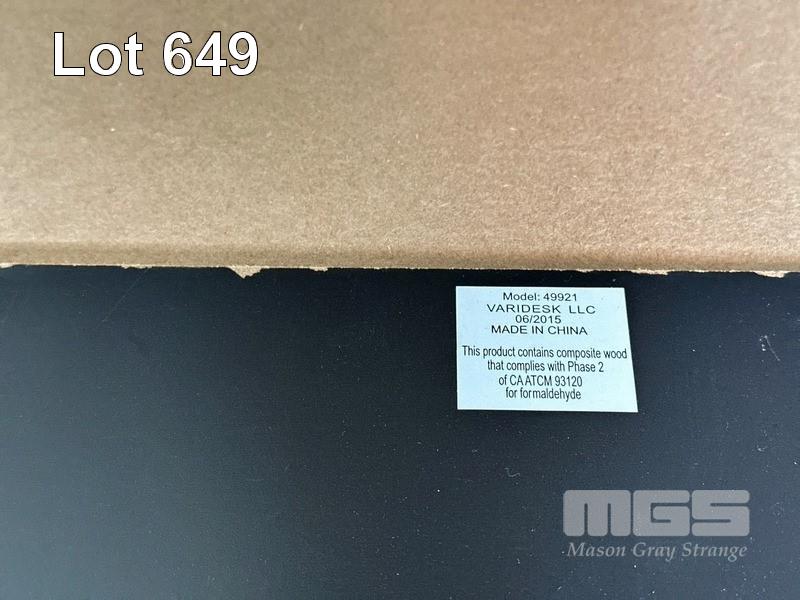 Lot 649
Model: 49921
VARIDESK LLC
06/2015
MADE IN CHINA
This product contains composite wood
that complies with Phase 2
of CA ATCM 93120
for formaldehyde
MGS
Mason Gray Strange